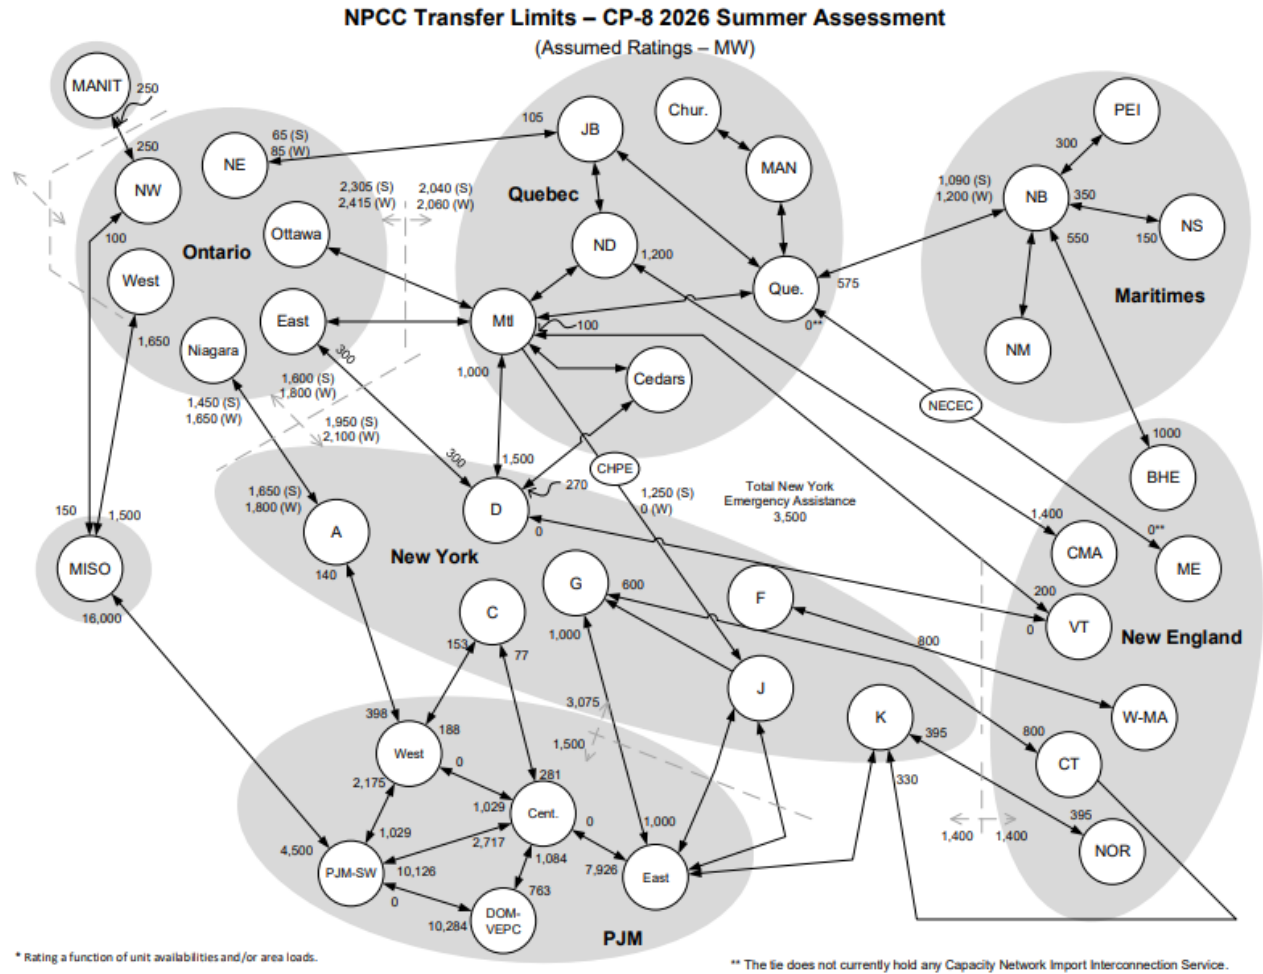 NPCC Transfer Limits – CP-8 2026 Summer Assessment
(Assumed Ratings – MW)
MANIT
250
250
NW
100
NE
65 (S)
85 (W)
105
JB
Chur.
MAN
PEI
300
1,090 (S)
1,200 (W)
NB
350
550
150
NS
Maritimes
NM
2,305 (S)
2,415 (W)
2,040 (S)
2,060 (W)
Quebec
Ottawa
Ontario
West
ND
1,200
Que.
575
0**
East
Mtl
100
1,650
Niagara
300
1,000
Cedars
1,600 (S)
1,800 (W)
1,450 (S)
1,650 (W)
1,950 (S)
2,100 (W)
NECEC
1000
BHE
300
1,500
CHPE
270
1,250 (S)
0 (W)
Total New York
Emergency Assistance
3,500
1,650 (S)
1,800 (W)
D
0
150
1,500
A
140
New York
1,400
CMA
0**
ME
MISO
16,000
G
600
1,000
F
200
0
VT
New England
C
153
77
800
J
3,075
1,500
K
395
330
W-MA
800
CT
398
188
West
0
2,175
281
1,029
Cent.
0
1,000
1,400
1,400
395
NOR
4,500
1,029
2,717
1,084
PJM-SW
10,126
7,926
East
0
763
10,284
DOM-
VEPC
PJM
* Rating a function of unit availabilities and/or area loads.
** The tie does not currently hold any Capacity Network Import Interconnection Service.